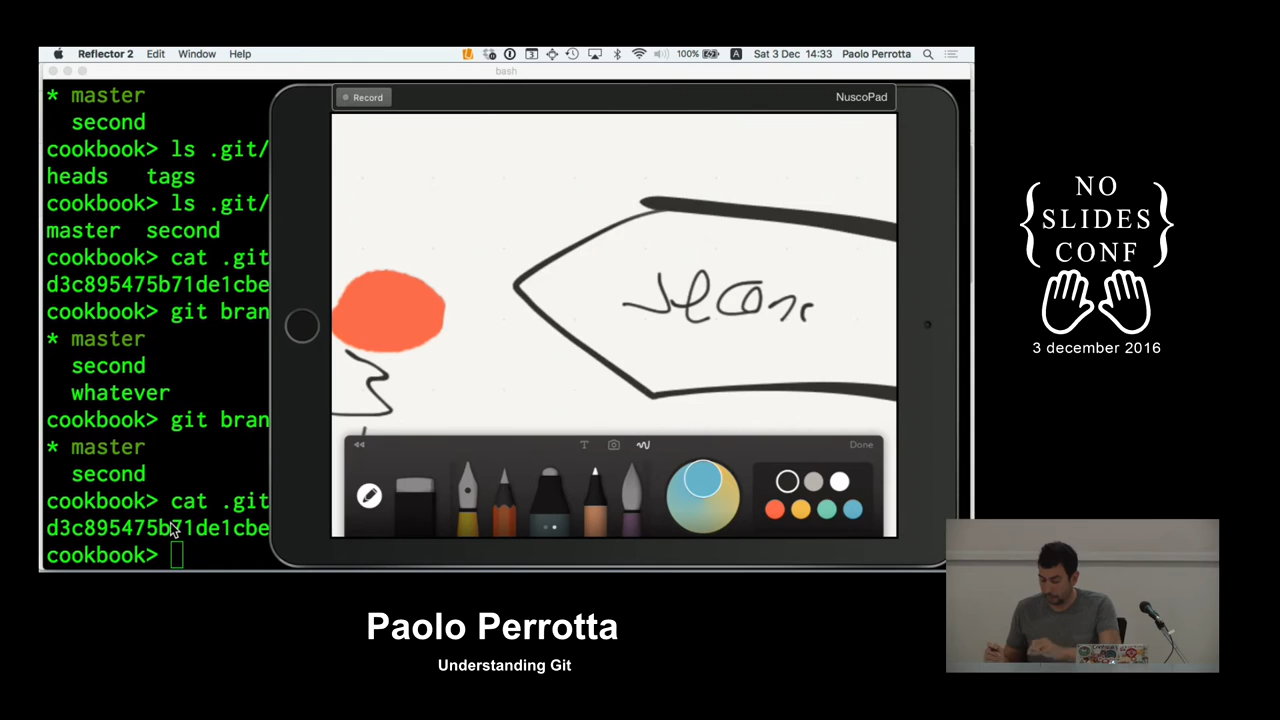 Reflector 2 Edit Window Help
3
100%
A
Sat 3 Dec 14:33 Paolo Perrotta
bash
* master
second
cookbook> ls .git/
heads tags
cookbook> ls .git/
master second
cookbook> cat .git
d3c895475b71de1cbe
cookbook> git bran
* master
second
whatever
cookbook> git bran
* master
second
cookbook> cat .git
d3c895475b71de1cbe
cookbook>
Record
NuscoPad
T
Done
{ NO
SLIDES
CONF }
3 december 2016
Paolo Perrotta
Understanding Git